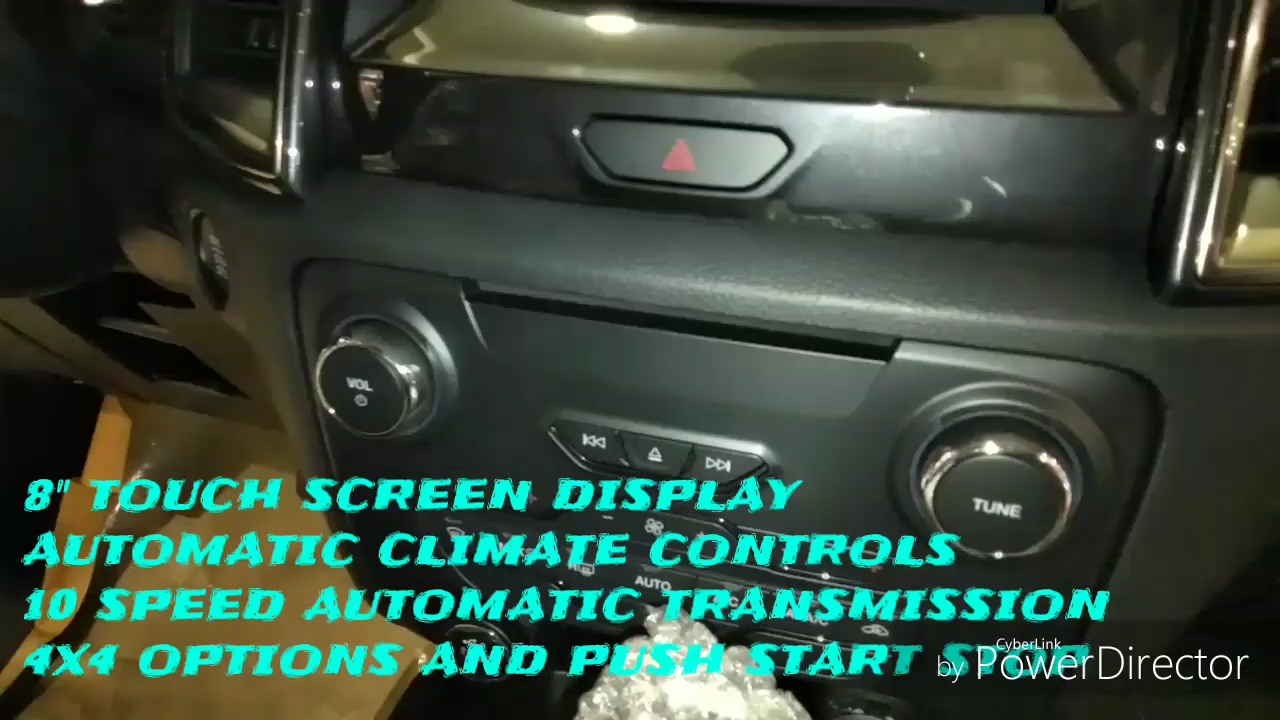 VOL
TUNE
8" TOUCH SCREEN DISPLAY
AUTOMATIC CLIMATE CONTROLS
AUTO
10 SPEED AUTOMATIC TRANSMISSION
4X4 OPTIONS AND PUSH START
CyberLink
by PowerDirector